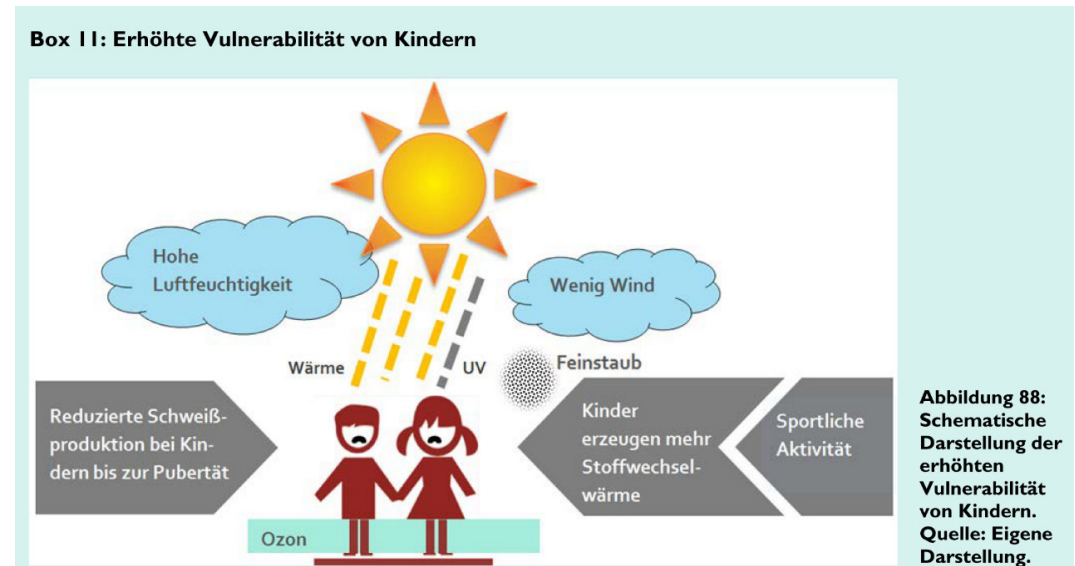 Box 11: Erhöhte Vulnerabilität von Kindern
Hohe
Luftfeuchtigkeit
Wenig Wind
Wärme
UV
Feinstaub
Reduzierte Schweiß-
produktion bei Kin-
dern bis zur Pubertät
Kinder
erzeugen mehr
Stoffwechsel-
wärme
Sportliche
Aktivität
Ozon
Abbildung 88:
Schematische
Darstellung der
erhöhten
Vulnerabilität
von Kindern.
Quelle: Eigene
Darstellung.